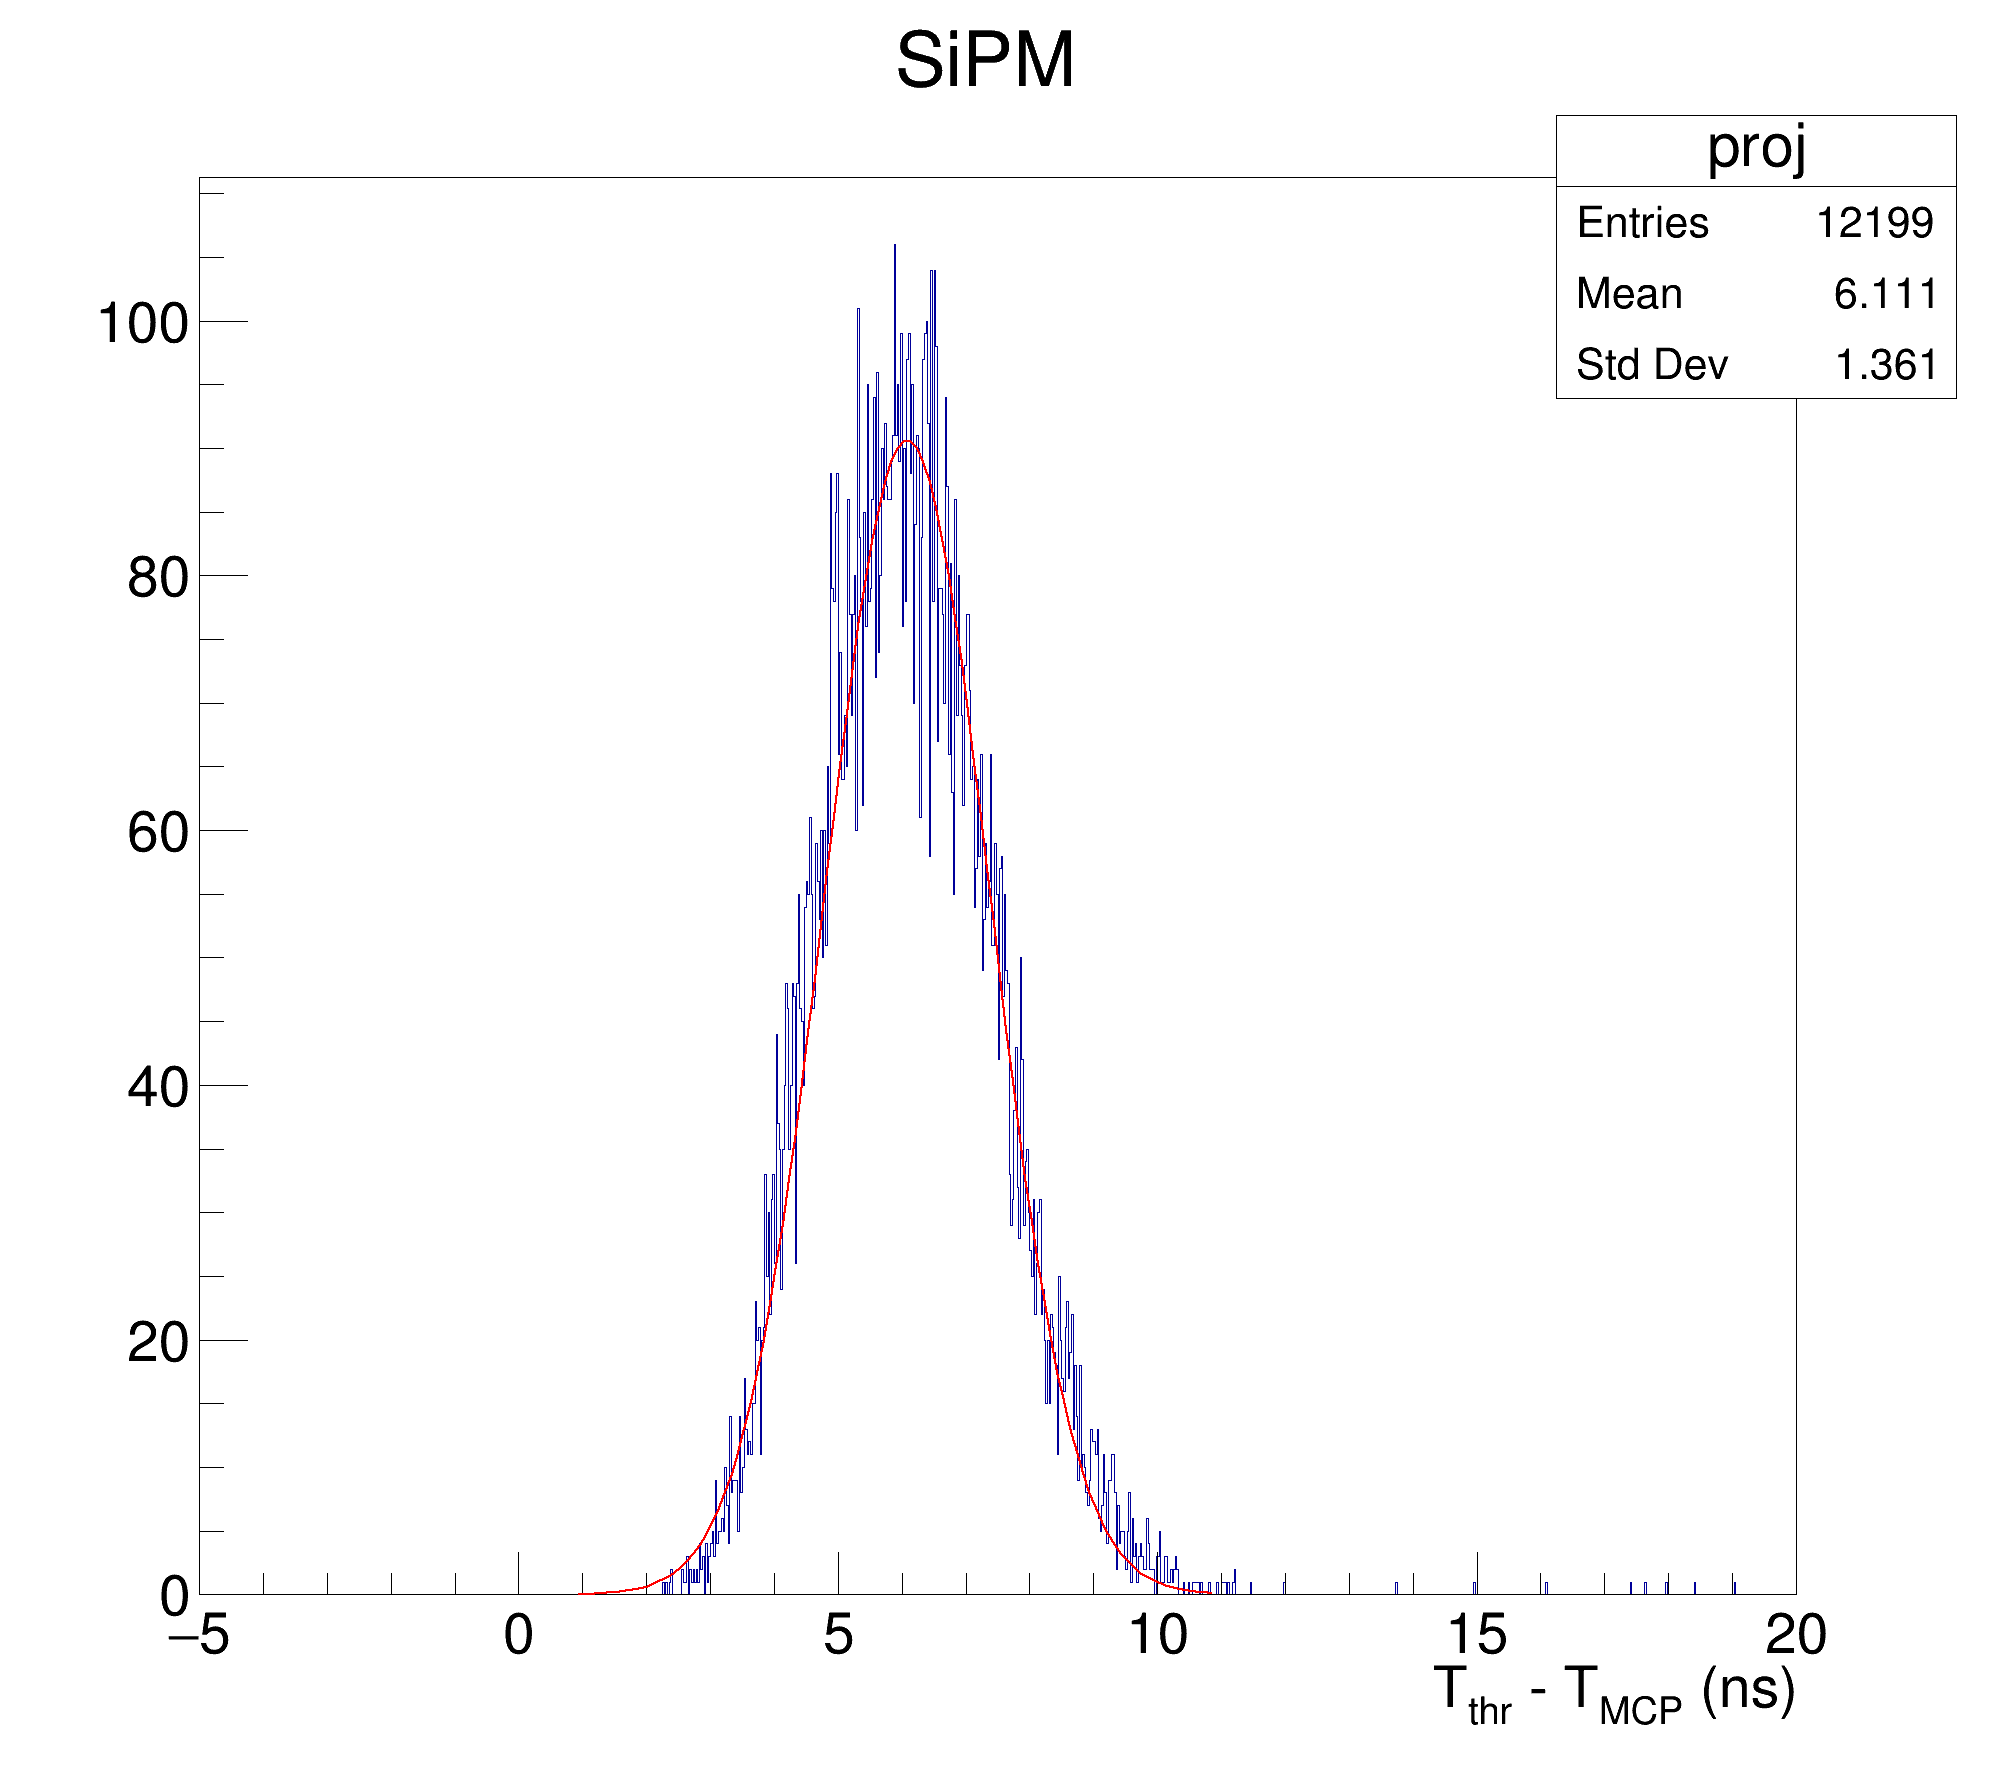 SiPM
proj
Entries 12199
Mean 6.111
Std Dev 1.361
100
80
60
40
20
0
−5 0 5 10 15 20
T_thr - T_MCP (ns)